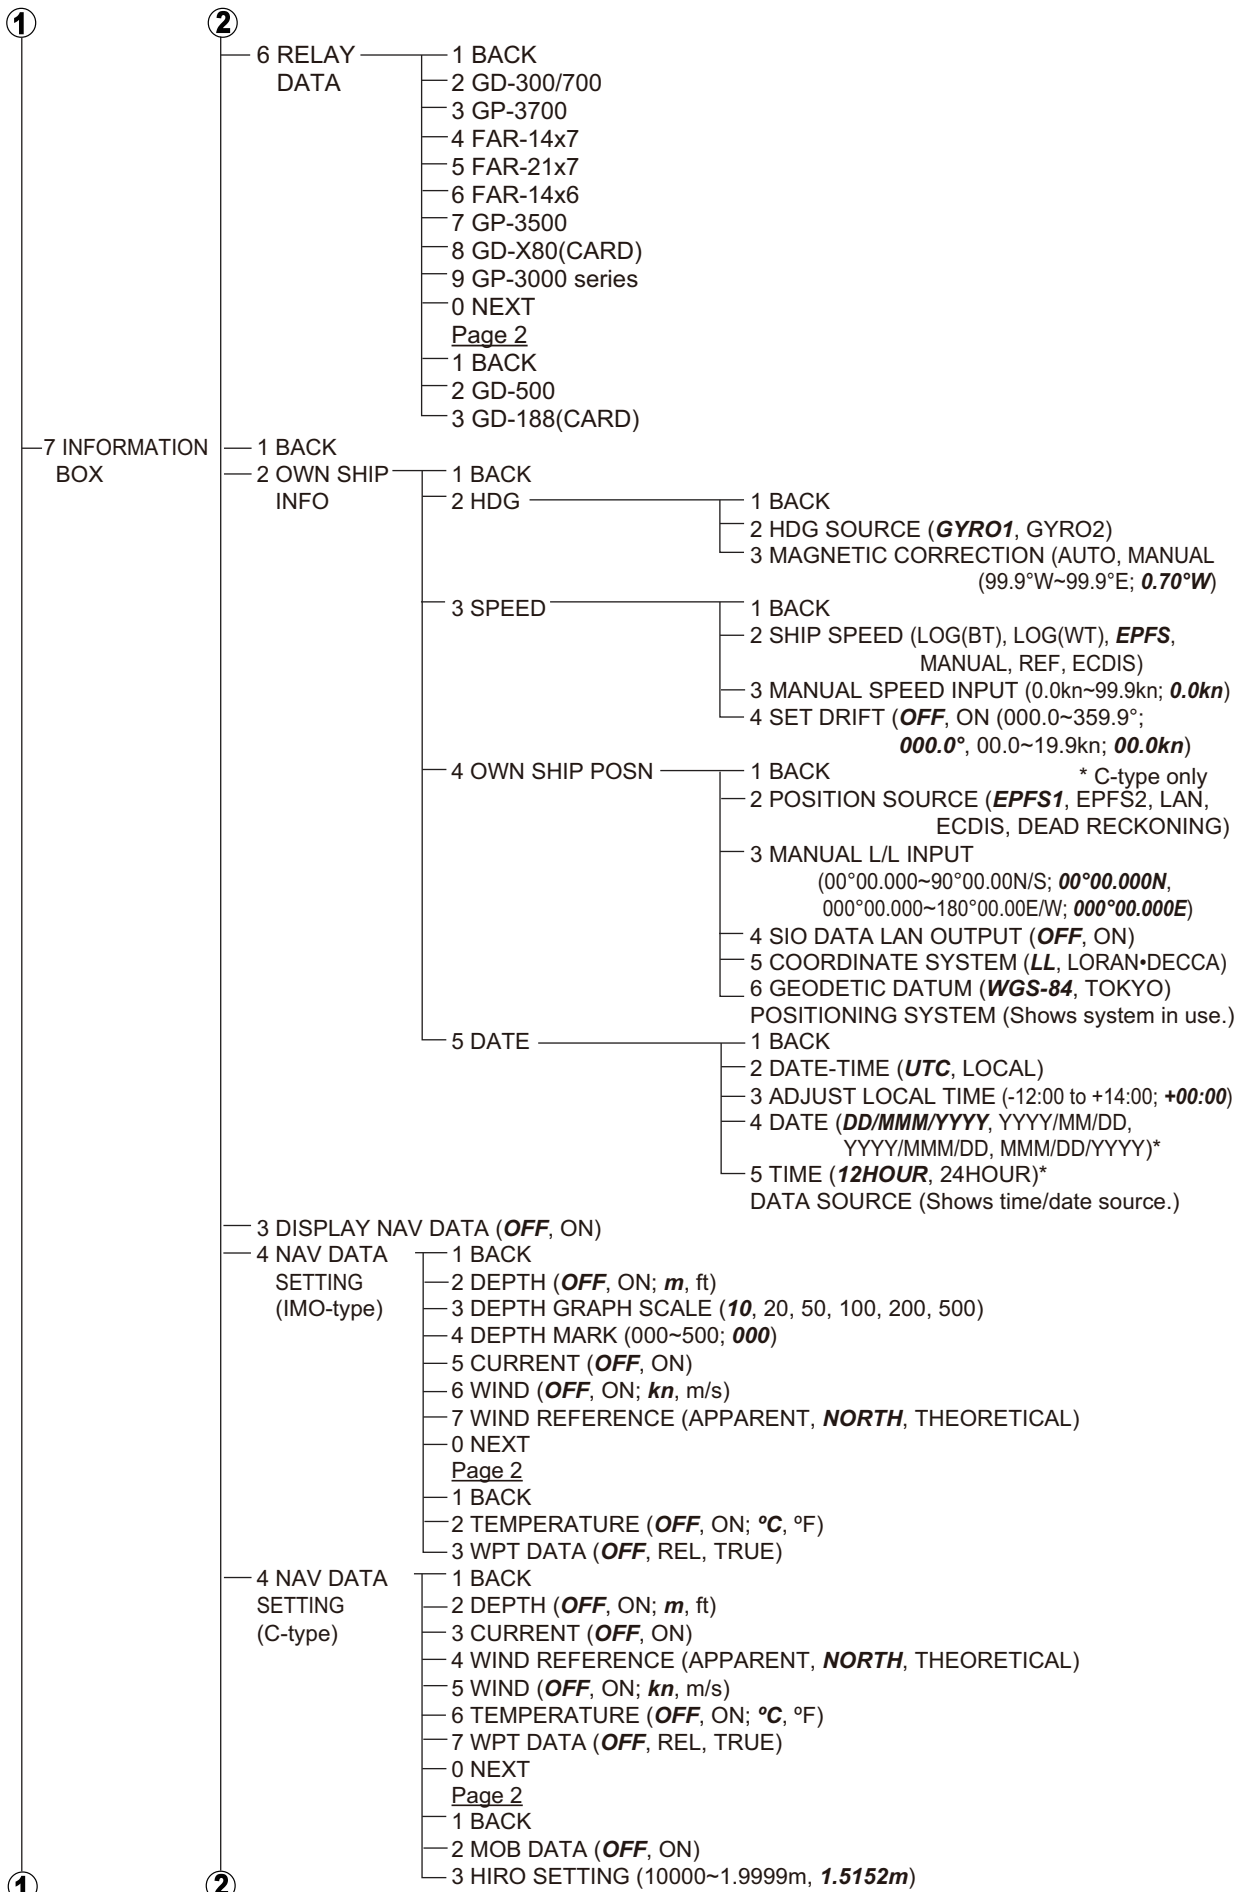 1 2
6 RELAY
DATA
1 BACK
2 GD-300/700
3 GP-3700
4 FAR-14x7
5 FAR-21x7
6 FAR-14x6
7 GP-3500
8 GD-X80(CARD)
9 GP-3000 series
0 NEXT
Page 2
1 BACK
2 GD-500
3 GD-188(CARD)
7 INFORMATION
BOX
1 BACK
2 OWN SHIP
INFO
1 BACK
2 HDG
1 BACK
2 HDG SOURCE (GYRO1, GYRO2)
3 MAGNETIC CORRECTION (AUTO, MANUAL
(99.9°W~99.9°E; 0.70°W)
3 SPEED
1 BACK
2 SHIP SPEED (LOG(BT), LOG(WT), EPFS,
MANUAL, REF, ECDIS)
3 MANUAL SPEED INPUT (0.0kn~99.9kn; 0.0kn)
4 SET DRIFT (OFF, ON (000.0~359.9°;
000.0°, 00.0~19.9kn; 00.0kn)
4 OWN SHIP POSN
1 BACK
* C-type only
2 POSITION SOURCE (EPFS1, EPFS2, LAN,
ECDIS, DEAD RECKONING)
3 MANUAL L/L INPUT
(00°00.000~90°00.00N/S; 00°00.000N,
000°00.000~180°00.00E/W; 000°00.000E)
4 SIO DATA LAN OUTPUT (OFF, ON)
5 COORDINATE SYSTEM (LL, LORAN•DECCA)
6 GEODETIC DATUM (WGS-84, TOKYO)
POSITIONING SYSTEM (Shows system in use.)
5 DATE
1 BACK
2 DATE-TIME (UTC, LOCAL)
3 ADJUST LOCAL TIME (-12:00 to +14:00; +00:00)
4 DATE (DD/MMM/YYYY, YYYY/MM/DD,
YYYY/MMM/DD, MMM/DD/YYYY)*
5 TIME (12HOUR, 24HOUR)*
DATA SOURCE (Shows time/date source.)
3 DISPLAY NAV DATA (OFF, ON)
4 NAV DATA
SETTING
(IMO-type)
1 BACK
2 DEPTH (OFF, ON; m, ft)
3 DEPTH GRAPH SCALE (10, 20, 50, 100, 200, 500)
4 DEPTH MARK (000~500; 000)
5 CURRENT (OFF, ON)
6 WIND (OFF, ON; kn, m/s)
7 WIND REFERENCE (APPARENT, NORTH, THEORETICAL)
0 NEXT
Page 2
1 BACK
2 TEMPERATURE (OFF, ON; ºC, ºF)
3 WPT DATA (OFF, REL, TRUE)
4 NAV DATA
SETTING
(C-type)
1 BACK
2 DEPTH (OFF, ON; m, ft)
3 CURRENT (OFF, ON)
4 WIND REFERENCE (APPARENT, NORTH, THEORETICAL)
5 WIND (OFF, ON; kn, m/s)
6 TEMPERATURE (OFF, ON; ºC, ºF)
7 WPT DATA (OFF, REL, TRUE)
0 NEXT
Page 2
1 BACK
2 MOB DATA (OFF, ON)
3 HIRO SETTING (10000~1.9999m, 1.5152m)
1 2